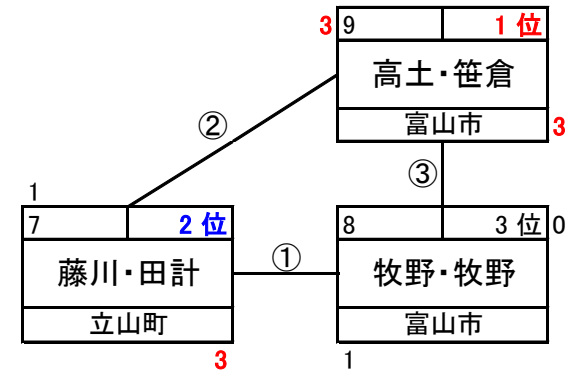 3 9 1 位
高土・笹倉
富山市 3
②
③
1
7 2 位
藤川・田計
立山町
3
①
8 3 位 0
牧野・牧野
富山市
1